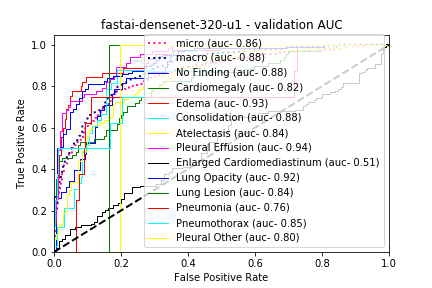 fastai-densenet-320-u1 - validation AUC
True Positive Rate
1.0
0.8
0.6
0.4
0.2
0.0
micro (auc- 0.86)
macro (auc- 0.88)
No Finding (auc- 0.88)
Cardiomegaly (auc- 0.82)
Edema (auc- 0.93)
Consolidation (auc- 0.88)
Atelectasis (auc- 0.84)
Pleural Effusion (auc- 0.94)
Enlarged Cardiomediastinum (auc- 0.51)
Lung Opacity (auc- 0.92)
Lung Lesion (auc- 0.84)
Pneumonia (auc- 0.76)
Pneumothorax (auc- 0.85)
Pleural Other (auc- 0.80)
0.0 0.2 0.4 0.6 0.8 1.0
False Positive Rate